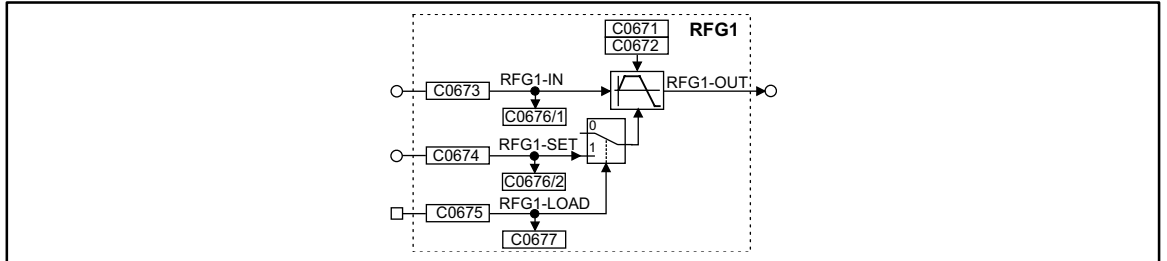 C0671
RFG1
C0672
RFG1-IN
RFG1-OUT
C0673
C0676/1
0
RFG1-SET
1
C0674
C0676/2
RFG1-LOAD
C0675
C0677